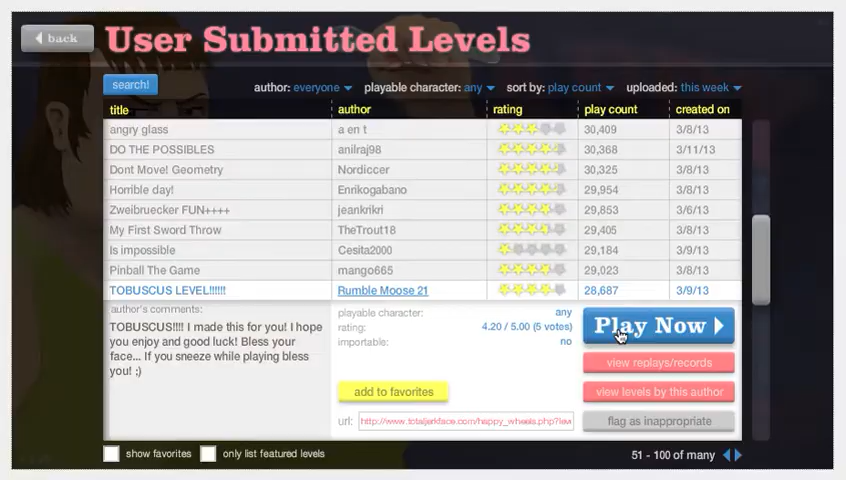 back
User Submitted Levels
search!
author: everyone playable character: any sort by: play count uploaded: this week
title author rating play count created on
angry glass a en t 30,409 3/8/13
DO THE POSSIBLES anilraj98 30,368 3/11/13
Dont Move! Geometry Nordiccer 30,325 3/8/13
Horrible day! Enrikogabano 29,954 3/8/13
Zweibruecker FUN++++ jeankrikri 29,853 3/6/13
My First Sword Throw TheTrout18 29,405 3/8/13
Is impossible Cesita2000 29,184 3/9/13
Pinball The Game mango665 29,023 3/8/13
TOBUSCUS LEVEL!!!!!! Rumble Moose 21 28,687 3/9/13
author's comments:
TOBUSCUS!!!! I made this for you! I hope
you enjoy and good luck! Bless your
face... If you sneeze while playing bless
you! ;)
playable character: any
rating: 4.20 / 5.00 (5 votes)
importable: no
add to favorites
url: http://www.totaljerkface.com/happy_wheels.php?lev
Play Now
view replays/records
view levels by this author
flag as inappropriate
show favorites only list featured levels 51 - 100 of many